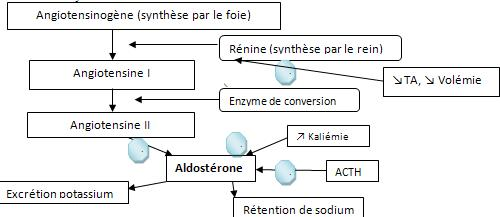 Angiotensinogène (synthèse par le foie)
Rénine (synthèse par le rein)
Angiotensine I
↘TA, ↘ Volémie
Enzyme de conversion
Angiotensine II
↗ Kaliémie
Aldostérone
ACTH
Excrétion potassium
Rétention de sodium